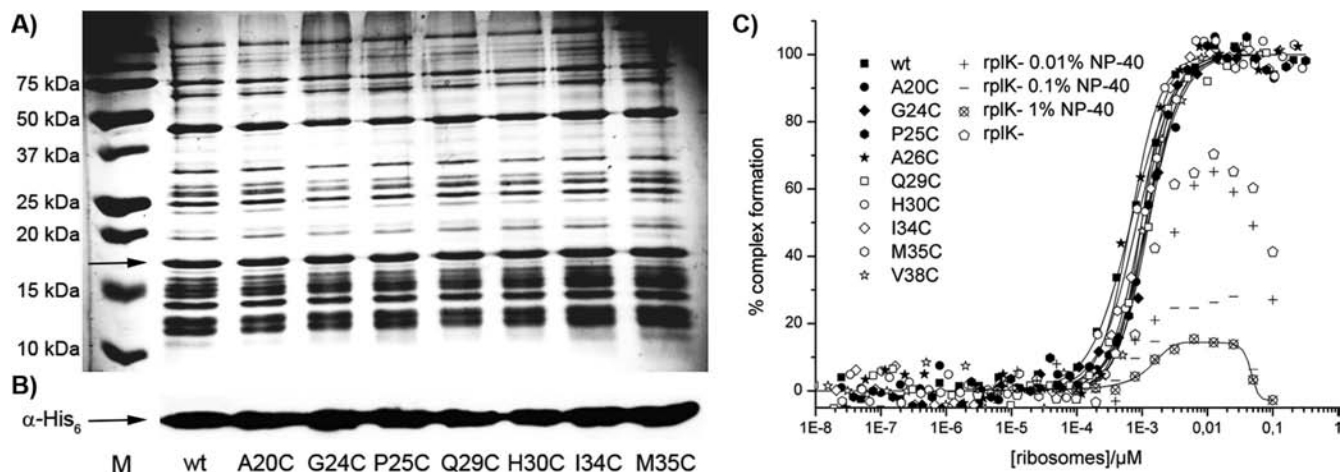 A)
75 kDa
50 kDa
37 kDa
25 kDa
20 kDa
15 kDa
10 kDa
B)
α-His6
M wt A20C G24C P25C Q29C H30C I34C M35C
C)
% complex formation
100
80
60
40
20
0
wt
A20C
G24C
P25C
A26C
Q29C
H30C
I34C
M35C
V38C
rplK- 0.01% NP-40
rplK- 0.1% NP-40
rplK- 1% NP-40
rplK-
1E-8 1E-7 1E-6 1E-5 1E-4 1E-3 0,01 0,1 1
[ribosomes]/µM